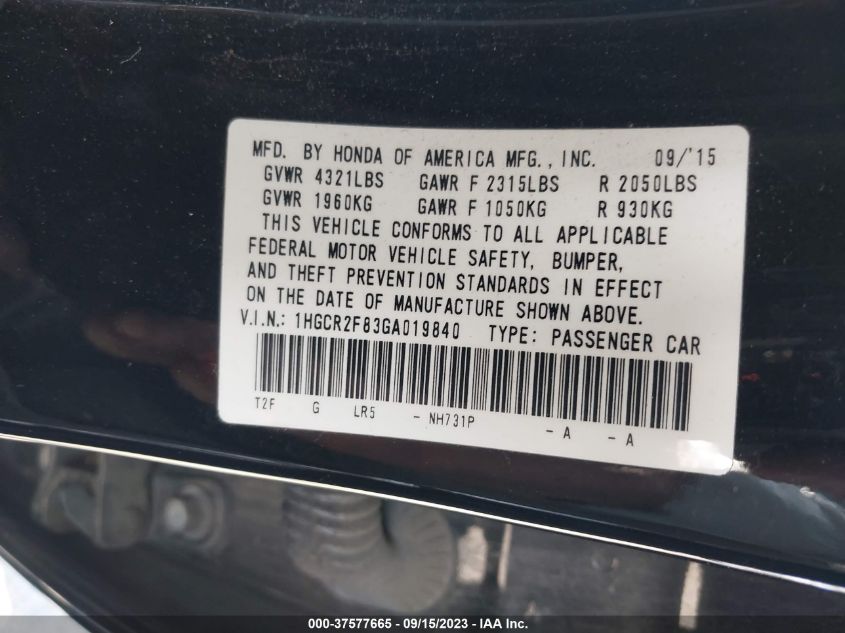 MFD. BY HONDA OF AMERICA MFG., INC. 09/'15
GVWR 4321LBS GAWR F 2315LBS R 2050LBS
GVWR 1960KG GAWR F 1050KG R 930KG
THIS VEHICLE CONFORMS TO ALL APPLICABLE
FEDERAL MOTOR VEHICLE SAFETY, BUMPER,
AND THEFT PREVENTION STANDARDS IN EFFECT
ON THE DATE OF MANUFACTURE SHOWN ABOVE.
V.I.N.: 1HGCR2F83GA019840 TYPE: PASSENGER CAR
T2F G LR5 - NH731P - A - A
000-37577665 - 09/15/2023 - IAA Inc.